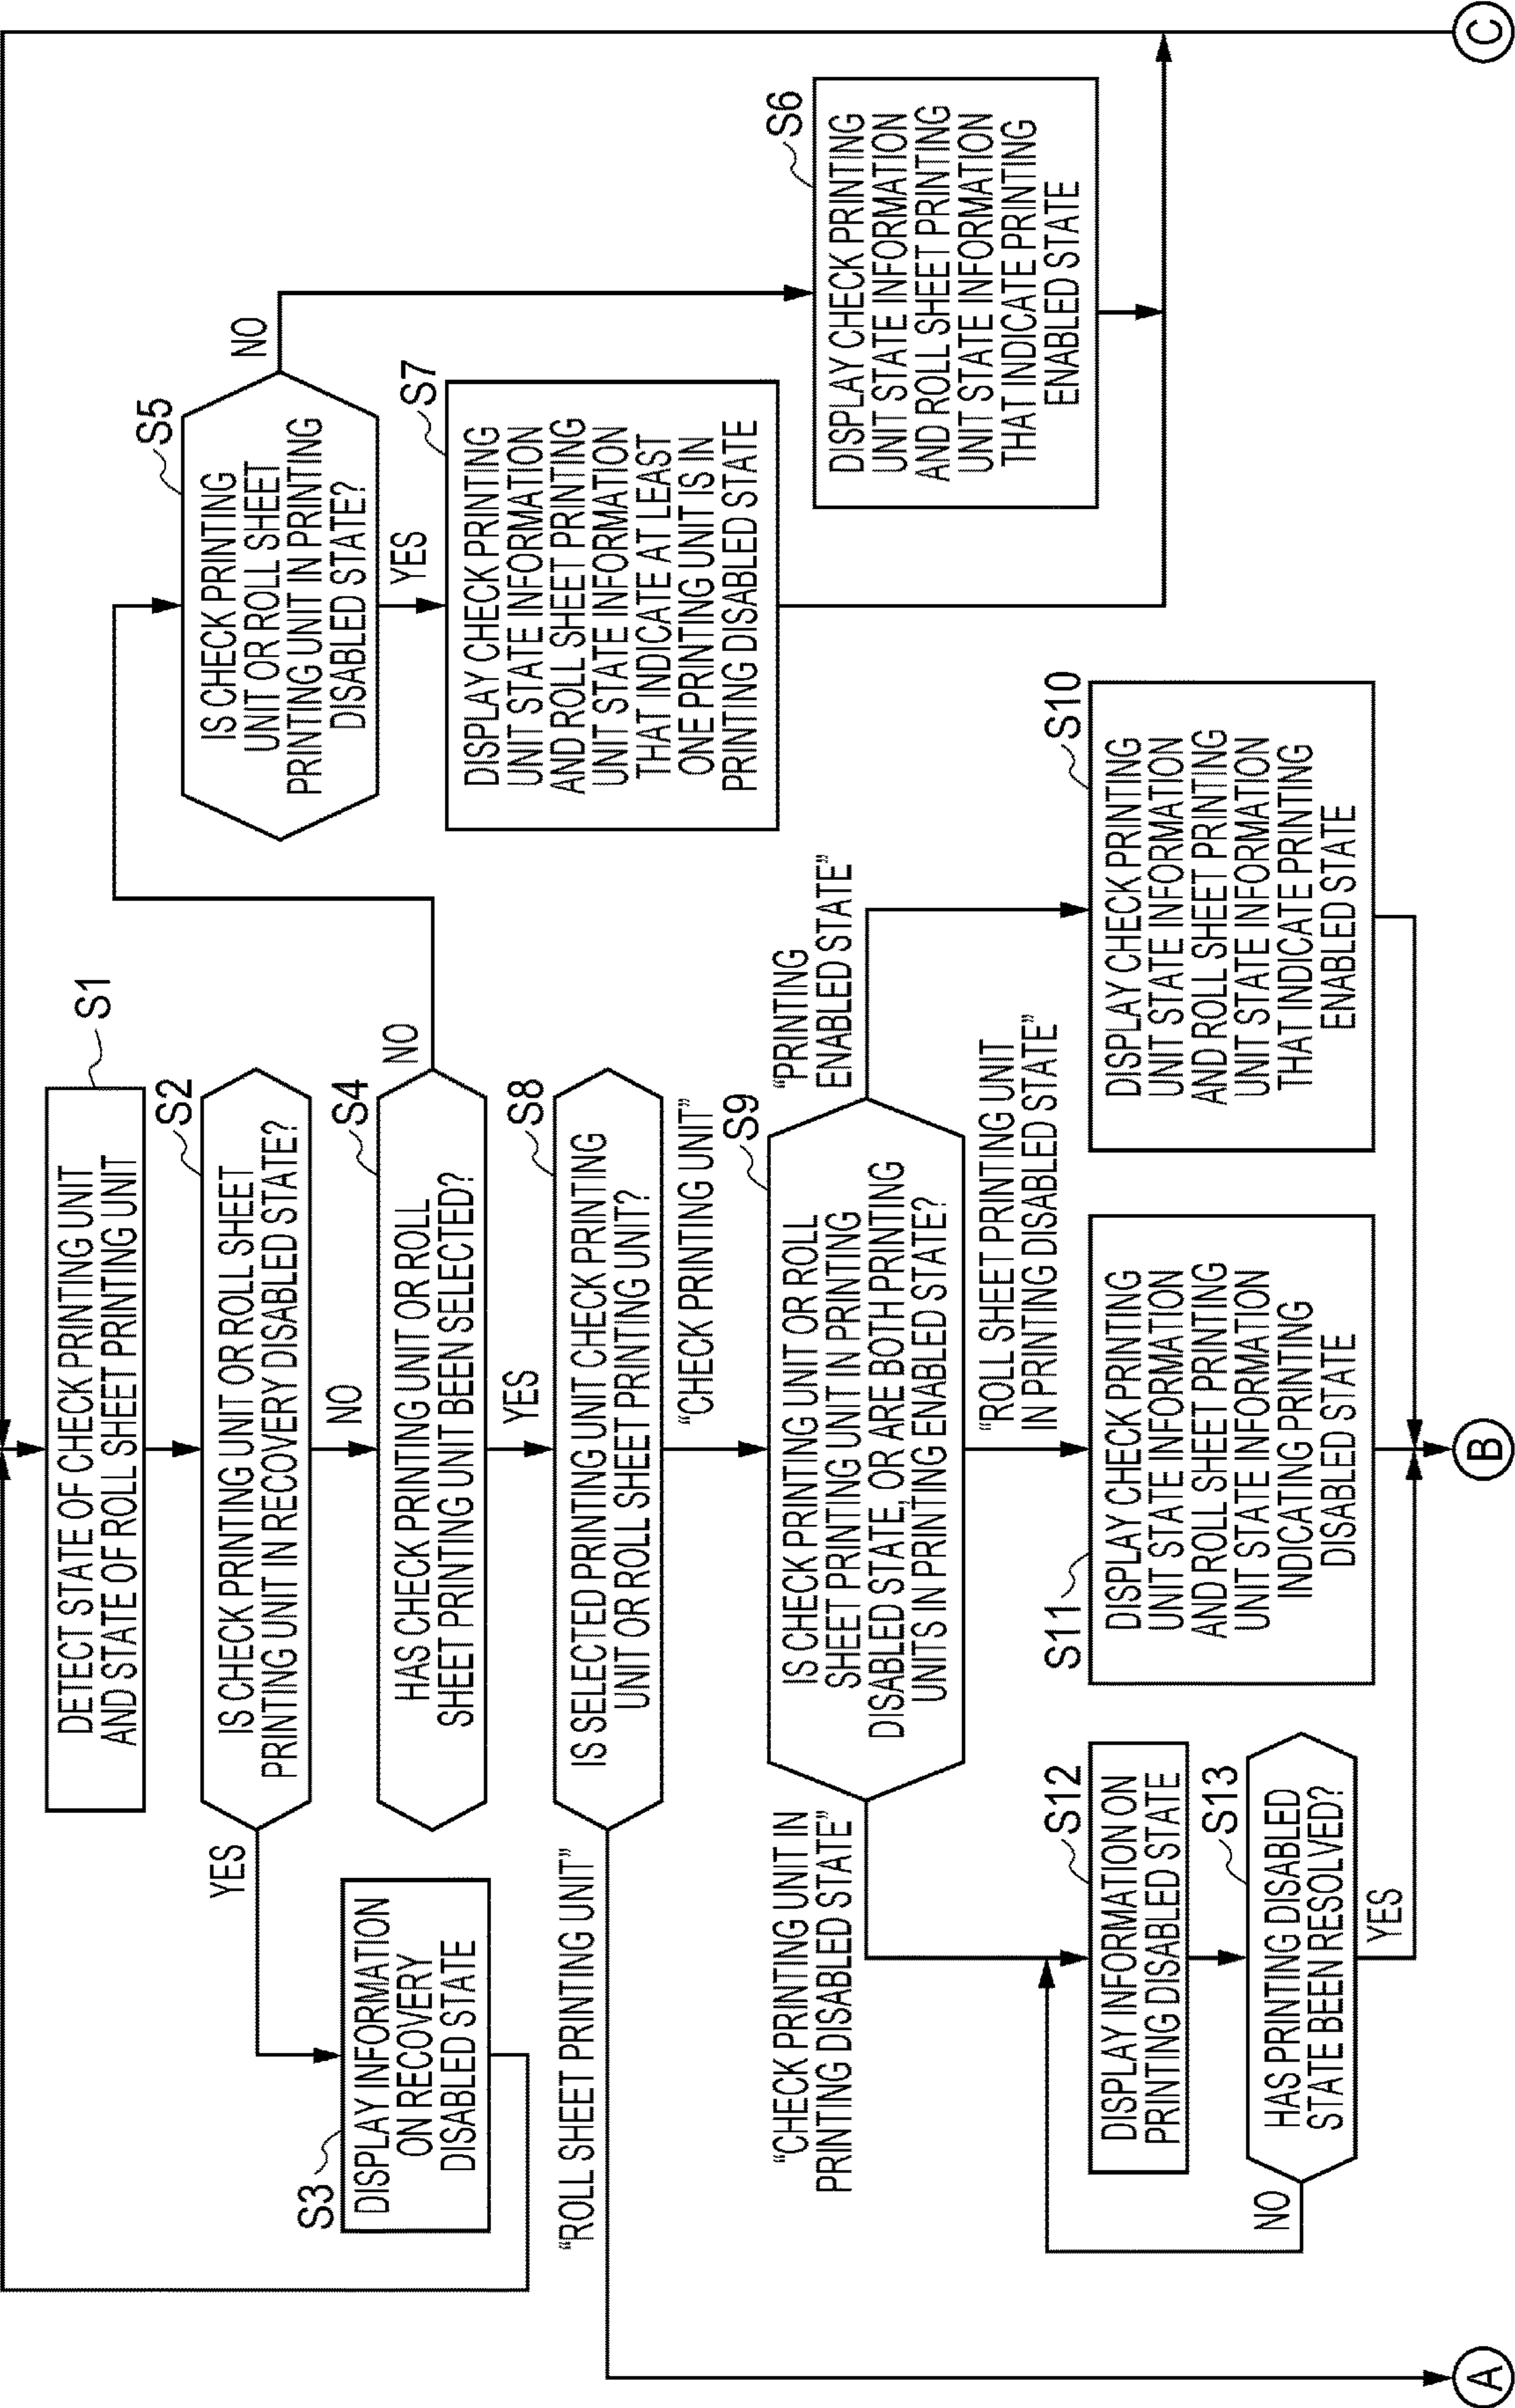 S1
DETECT STATE OF CHECK PRINTING UNIT
AND STATE OF ROLL SHEET PRINTING UNIT
S2
IS CHECK PRINTING UNIT OR ROLL SHEET
PRINTING UNIT IN RECOVERY DISABLED STATE?
YES
NO
S3
DISPLAY INFORMATION
ON RECOVERY
DISABLED STATE
S4
HAS CHECK PRINTING UNIT OR ROLL
SHEET PRINTING UNIT BEEN SELECTED?
NO
YES
S5
IS CHECK PRINTING
UNIT OR ROLL SHEET
PRINTING UNIT IN PRINTING
DISABLED STATE?
NO
YES
S7
DISPLAY CHECK PRINTING
UNIT STATE INFORMATION
AND ROLL SHEET PRINTING
UNIT STATE INFORMATION
THAT INDICATE AT LEAST
ONE PRINTING UNIT IS IN
PRINTING DISABLED STATE
S6
DISPLAY CHECK PRINTING
UNIT STATE INFORMATION
AND ROLL SHEET PRINTING
UNIT STATE INFORMATION
THAT INDICATE PRINTING
ENABLED STATE
S8
IS SELECTED PRINTING UNIT CHECK PRINTING
UNIT OR ROLL SHEET PRINTING UNIT?
“ROLL SHEET PRINTING UNIT”
“CHECK PRINTING UNIT”
S9
IS CHECK PRINTING UNIT OR ROLL
SHEET PRINTING UNIT IN PRINTING
DISABLED STATE, OR ARE BOTH PRINTING
UNITS IN PRINTING ENABLED STATE?
“CHECK PRINTING UNIT IN
PRINTING DISABLED STATE”
“ROLL SHEET PRINTING UNIT
IN PRINTING DISABLED STATE”
“PRINTING
ENABLED STATE”
S12
DISPLAY INFORMATION ON
PRINTING DISABLED STATE
S13
HAS PRINTING DISABLED
STATE BEEN RESOLVED?
NO
YES
S11
DISPLAY CHECK PRINTING
UNIT STATE INFORMATION
AND ROLL SHEET PRINTING
UNIT STATE INFORMATION
INDICATING PRINTING
DISABLED STATE
S10
DISPLAY CHECK PRINTING
UNIT STATE INFORMATION
AND ROLL SHEET PRINTING
UNIT STATE INFORMATION
THAT INDICATE PRINTING
ENABLED STATE
A
B
C